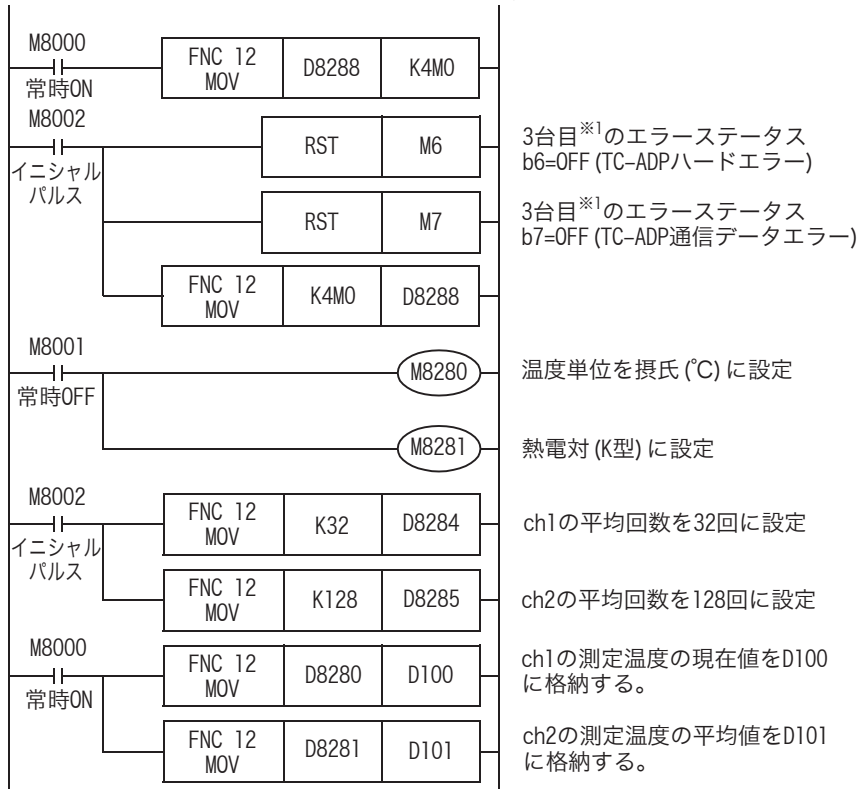 M8000
常時ON
FNC 12
MOV
D8288
K4M0
M8002
イニシャル
パルス
RST
M6
3台目※1のエラーステータス
b6=OFF (TC-ADPハードエラー)
RST
M7
3台目※1のエラーステータス
b7=OFF (TC-ADP通信データエラー)
FNC 12
MOV
K4M0
D8288
M8001
常時OFF
M8280
温度単位を摂氏 (℃) に設定
M8281
熱電対 (K型) に設定
M8002
イニシャル
パルス
FNC 12
MOV
K32
D8284
ch1の平均回数を32回に設定
FNC 12
MOV
K128
D8285
ch2の平均回数を128回に設定
M8000
常時ON
FNC 12
MOV
D8280
D100
ch1の測定温度の現在値をD100
に格納する。
FNC 12
MOV
D8281
D101
ch2の測定温度の平均値をD101
に格納する。